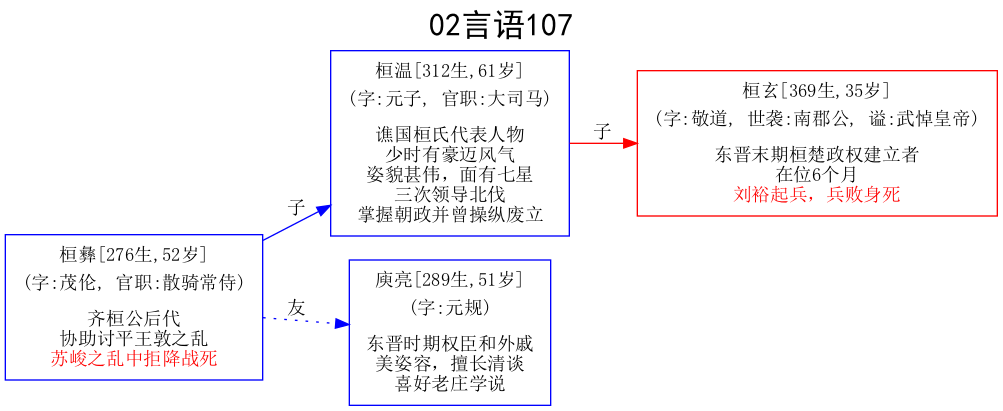 02言语107
桓温[312生,61岁]
(字:元子, 官职:大司马)
谯国桓氏代表人物
少时有豪迈风气
姿貌甚伟，面有七星
三次领导北伐
掌握朝政并曾操纵废立
子
桓玄[369生,35岁]
(字:敬道, 世袭:南郡公, 谥:武悼皇帝)
东晋末期桓楚政权建立者
在位6个月
刘裕起兵，兵败身死
子
桓彝[276生,52岁]
(字:茂伦, 官职:散骑常侍)
齐桓公后代
协助讨平王敦之乱
苏峻之乱中拒降战死
友
庾亮[289生,51岁]
(字:元规)
东晋时期权臣和外戚
美姿容，擅长清谈
喜好老庄学说